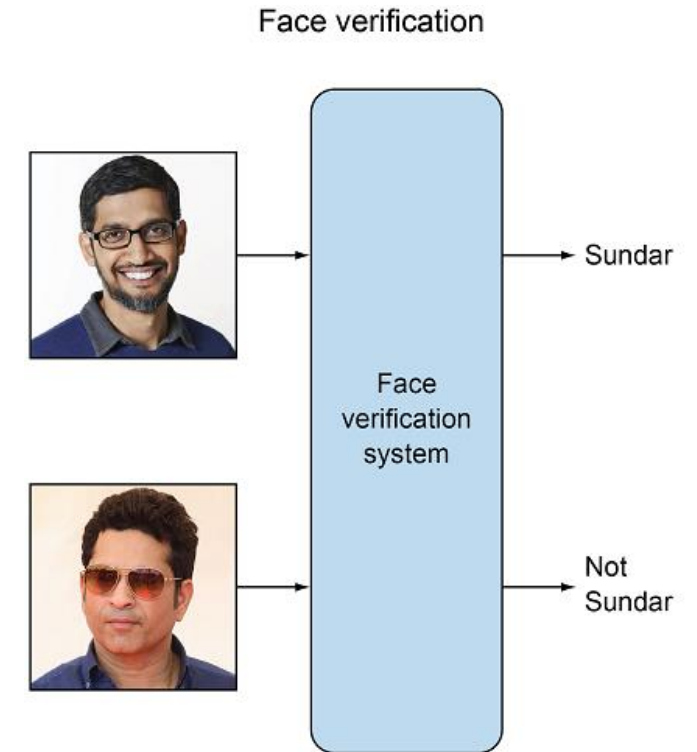 Face verification
Sundar
Face
verification
system
Not
Sundar